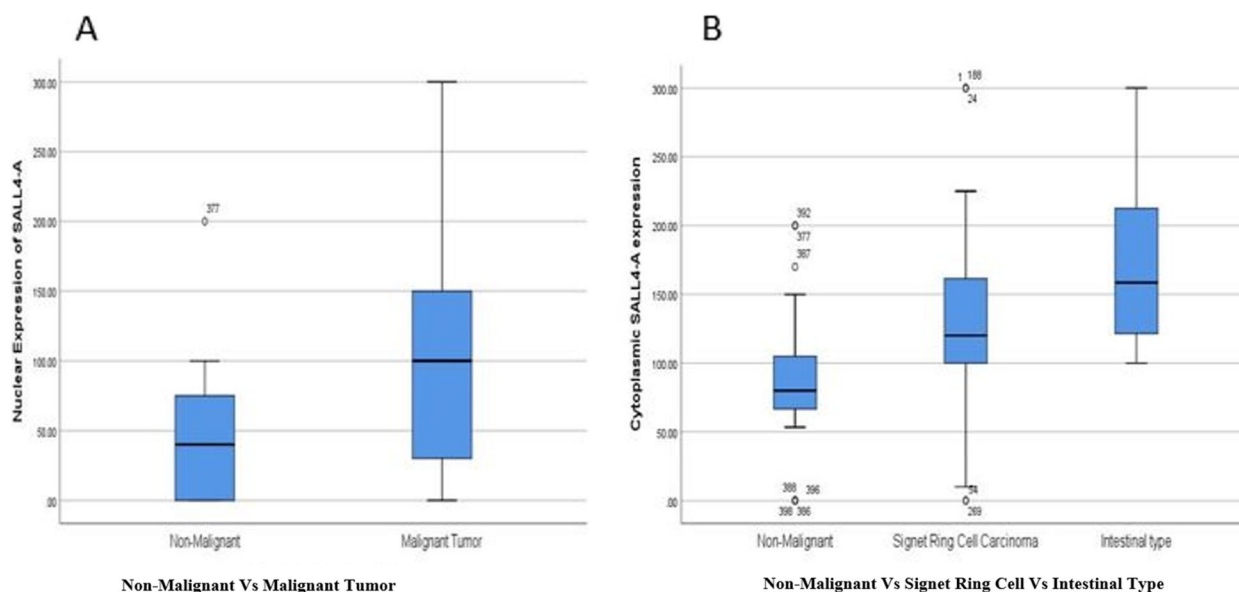 A
Nuclear Expression of SALL4-A
300.00
250.00
200.00
150.00
100.00
50.00
.00
377
Non-Malignant
Malignant Tumor
Non-Malignant Vs Malignant Tumor
B
Cytoplasmic SALL4-A expression
300.00
250.00
200.00
150.00
100.00
50.00
.00
392
377
387
388 396
398 386
1 188
24
54
269
Non-Malignant
Signet Ring Cell Carcinoma
Intestinal type
Non-Malignant Vs Signet Ring Cell Vs Intestinal Type